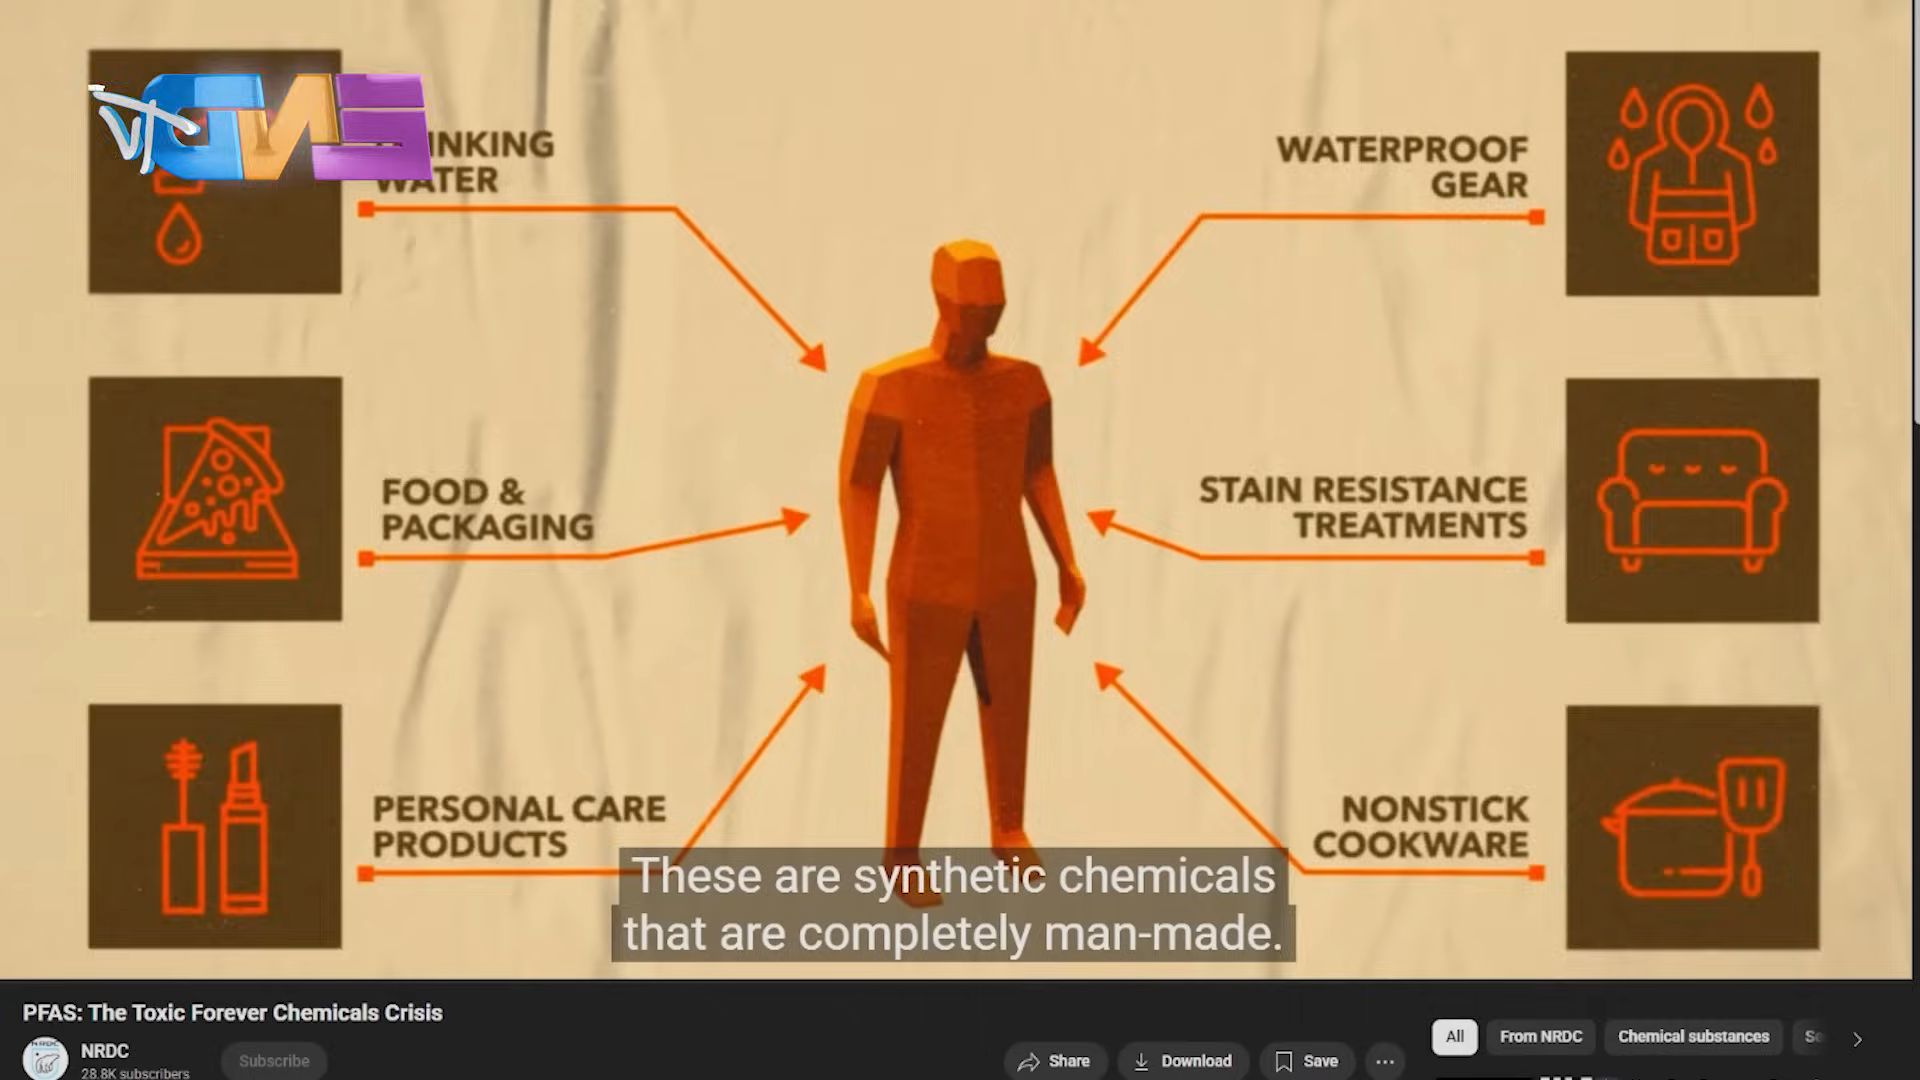 VT GNS
INKING
WATER
WATERPROOF
GEAR
FOOD &
PACKAGING
STAIN RESISTANCE
TREATMENTS
PERSONAL CARE
PRODUCTS
NONSTICK
COOKWARE
These are synthetic chemicals
that are completely man-made.
PFAS: The Toxic Forever Chemicals Crisis
NRDC
28.8K subscribers
Subscribe
Share
Download
Save
All
From NRDC
Chemical substances